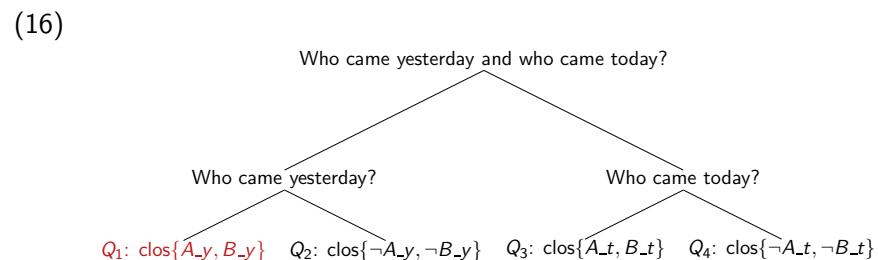 (16)
Who came yesterday and who came today?
Who came yesterday? Who came today?
Q₁: clos{A_y, B_y} Q₂: clos{¬A_y, ¬B_y} Q₃: clos{A_t, B_t} Q₄: clos{¬A_t, ¬B_t}